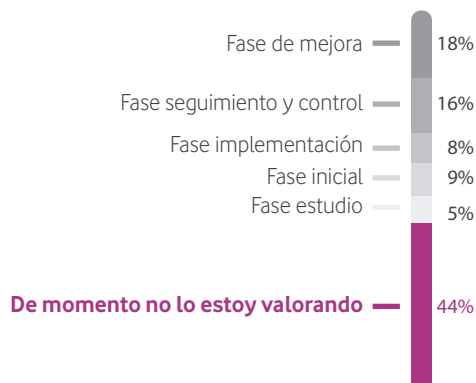 Fase de mejora 18%
Fase seguimiento y control 16%
Fase implementación 8%
Fase inicial 9%
Fase estudio 5%
De momento no lo estoy valorando 44%